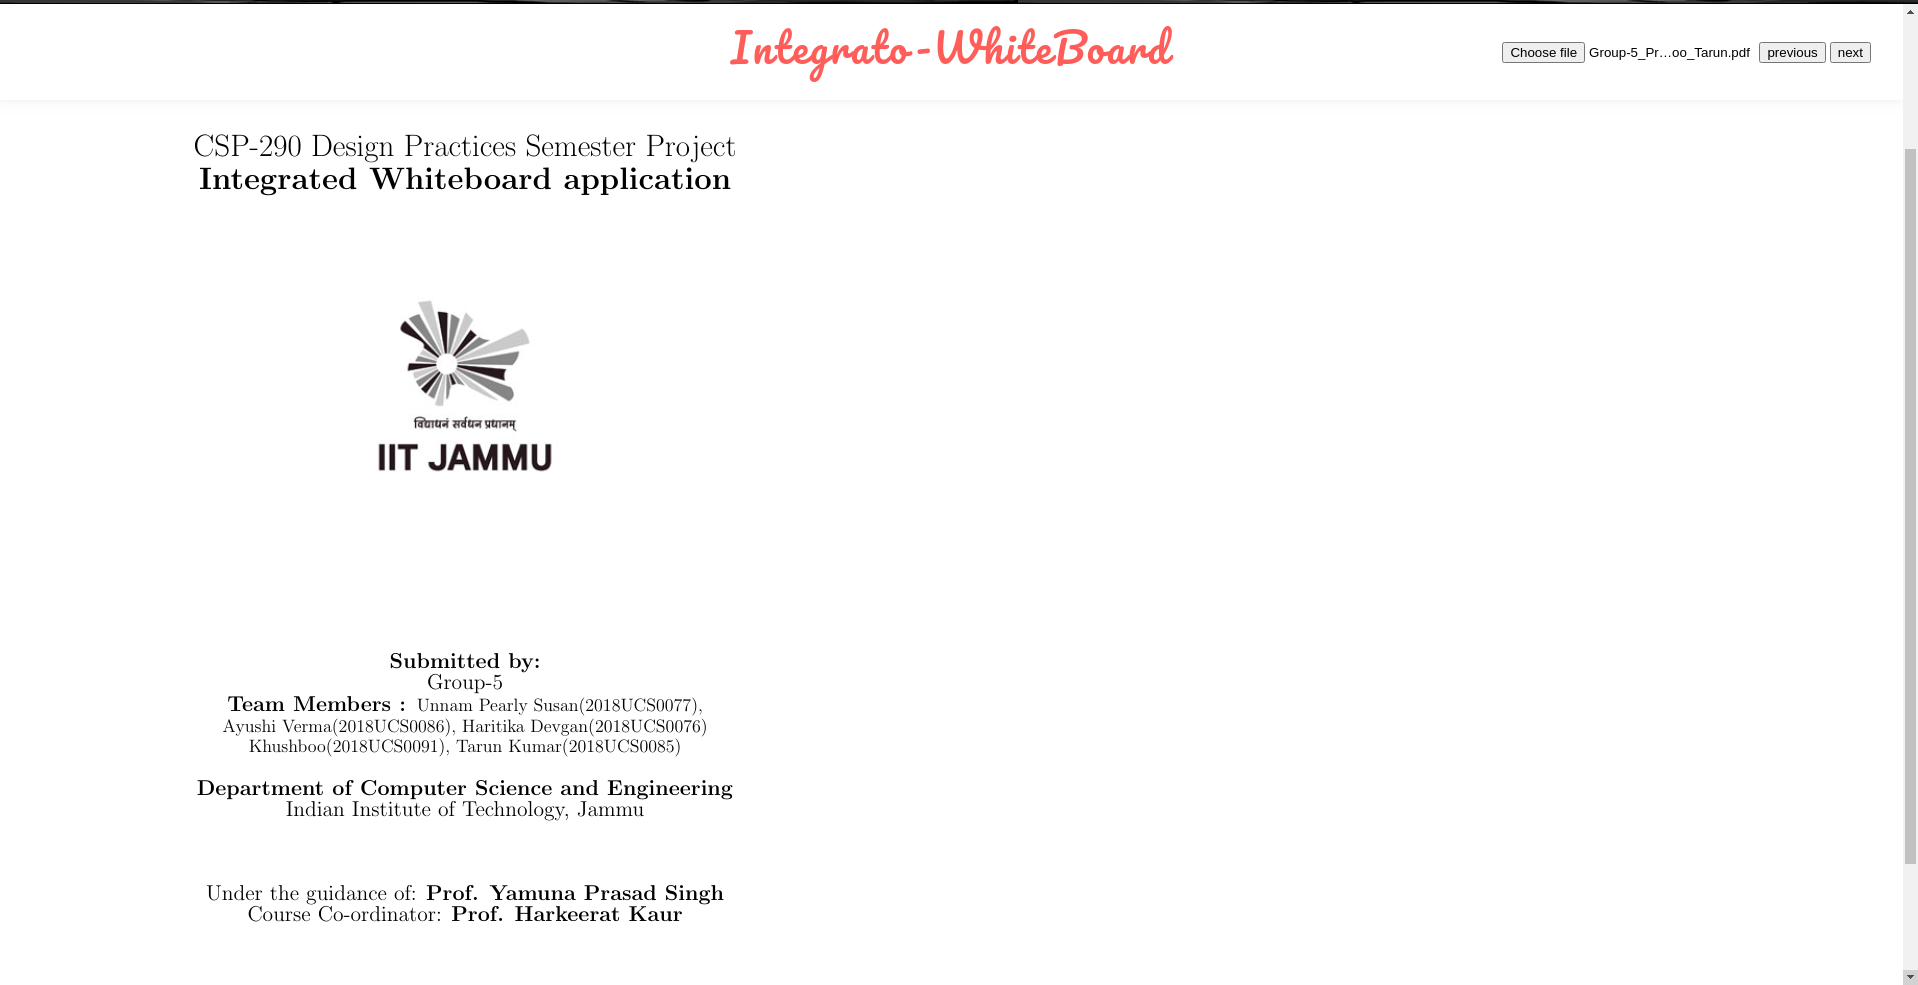 Integrato-WhiteBoard
Choose file Group-5_Pr...oo_Tarun.pdf previous next
CSP-290 Design Practices Semester Project
Integrated Whiteboard application
विद्याधनं सर्वधन प्रधानम्
IIT JAMMU
Submitted by:
Group-5
Team Members : Unnam Pearly Susan(2018UCS0077),
Ayushi Verma(2018UCS0086), Haritika Devgan(2018UCS0076)
Khushboo(2018UCS0091), Tarun Kumar(2018UCS0085)
Department of Computer Science and Engineering
Indian Institute of Technology, Jammu
Under the guidance of: Prof. Yamuna Prasad Singh
Course Co-ordinator: Prof. Harkeerat Kaur